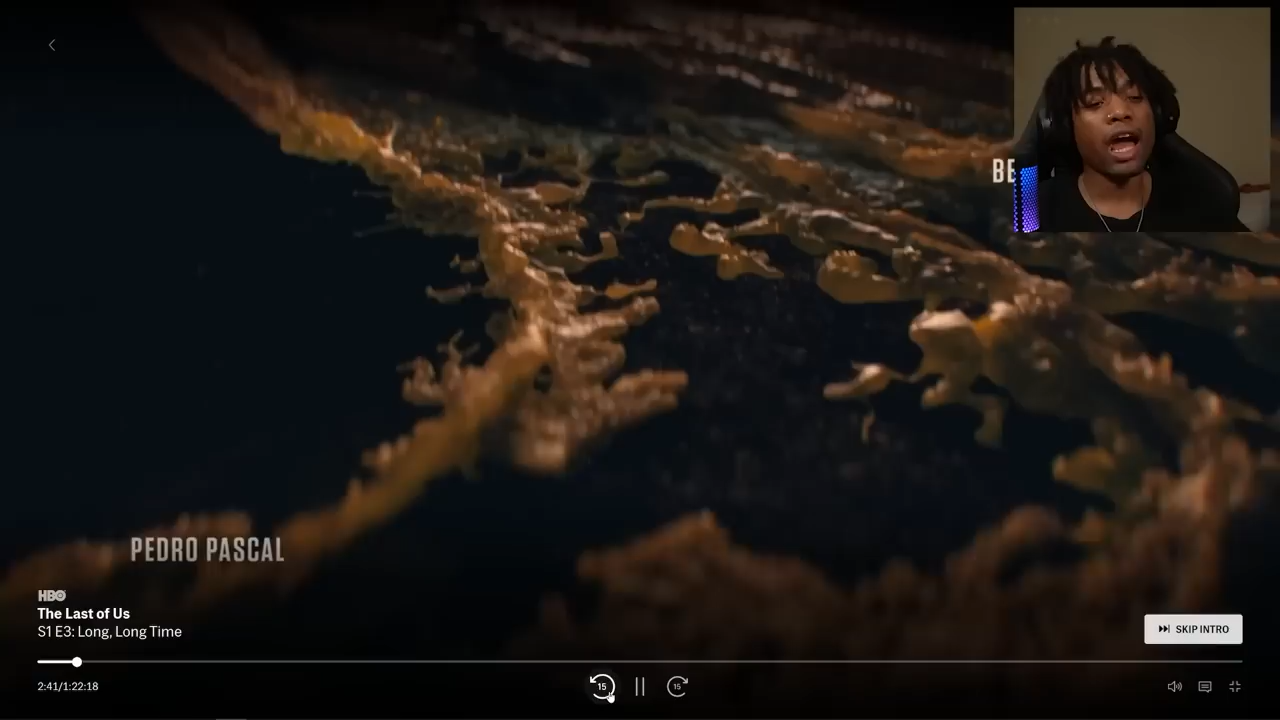 BE
PEDRO PASCAL
HBO
The Last of Us
S1 E3: Long, Long Time
SKIP INTRO
2:41/1:22:18
15
15